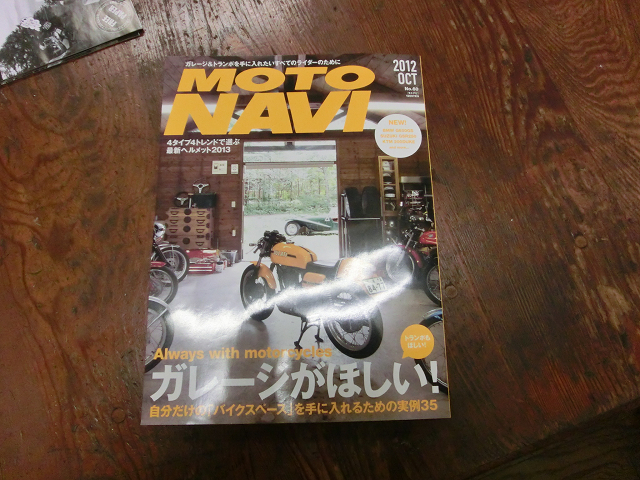 ガレージ&トランポを手に入れたいすべてのライダーのために
MOTO
NAVI
2012
OCT
No.60
NEW!
4タイプ4トレンドで選ぶ
最新ヘルメット2013
トランポも
ほしい!
Always with motorcycles
ガレージがほしい!
自分だけの「バイクスペース」を手に入れるための実例35